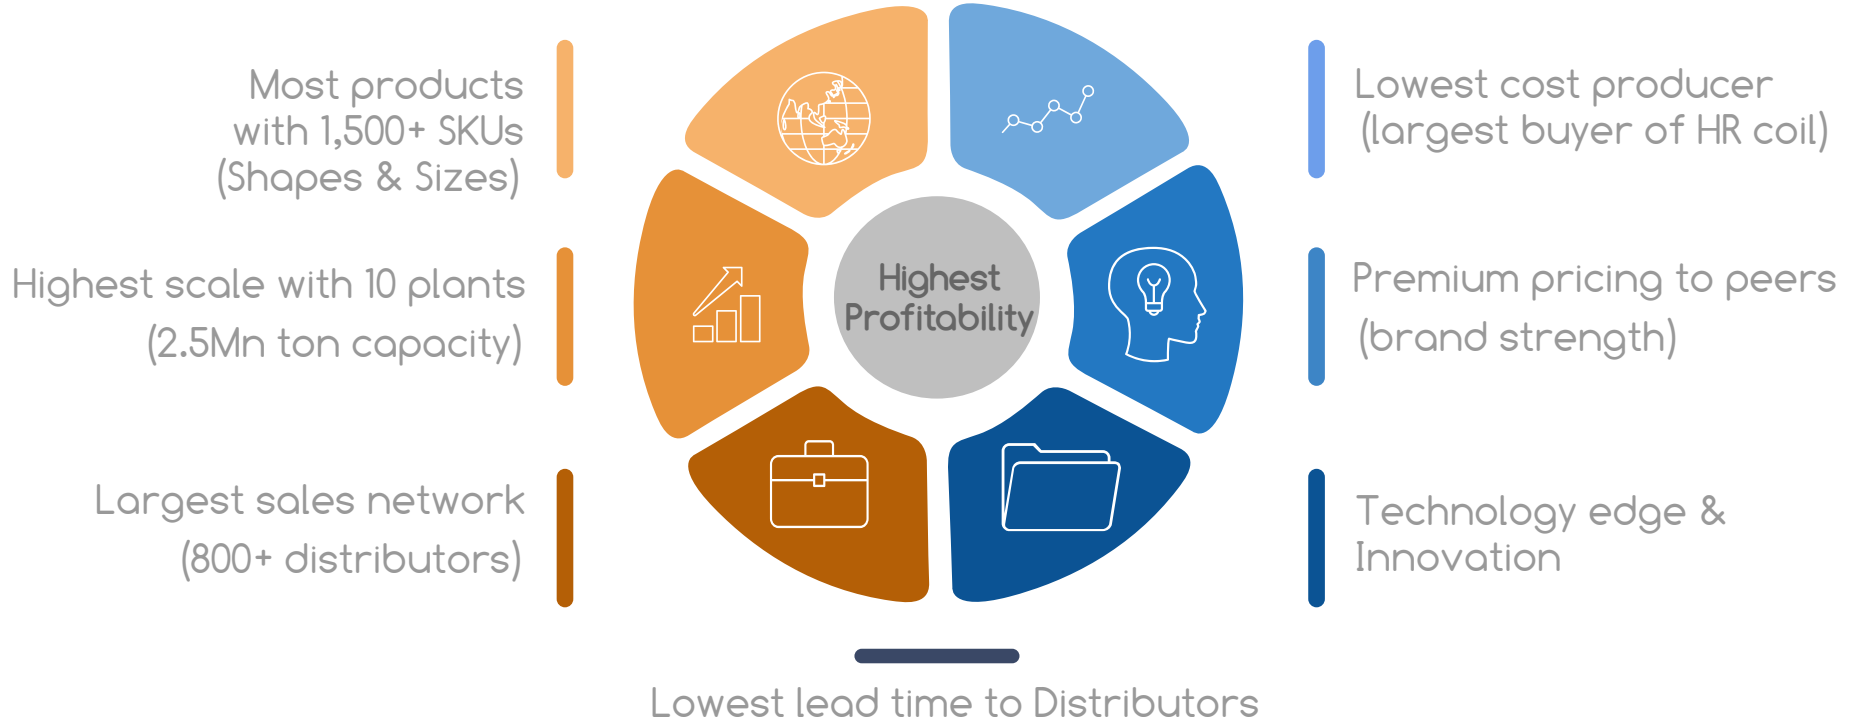 Most products
with 1,500+ SKUs
(Shapes & Sizes)
Highest scale with 10 plants
(2.5Mn ton capacity)
Largest sales network
(800+ distributors)
Highest
Profitability
Lowest cost producer
(largest buyer of HR coil)
Premium pricing to peers
(brand strength)
Technology edge &
Innovation
Lowest lead time to Distributors